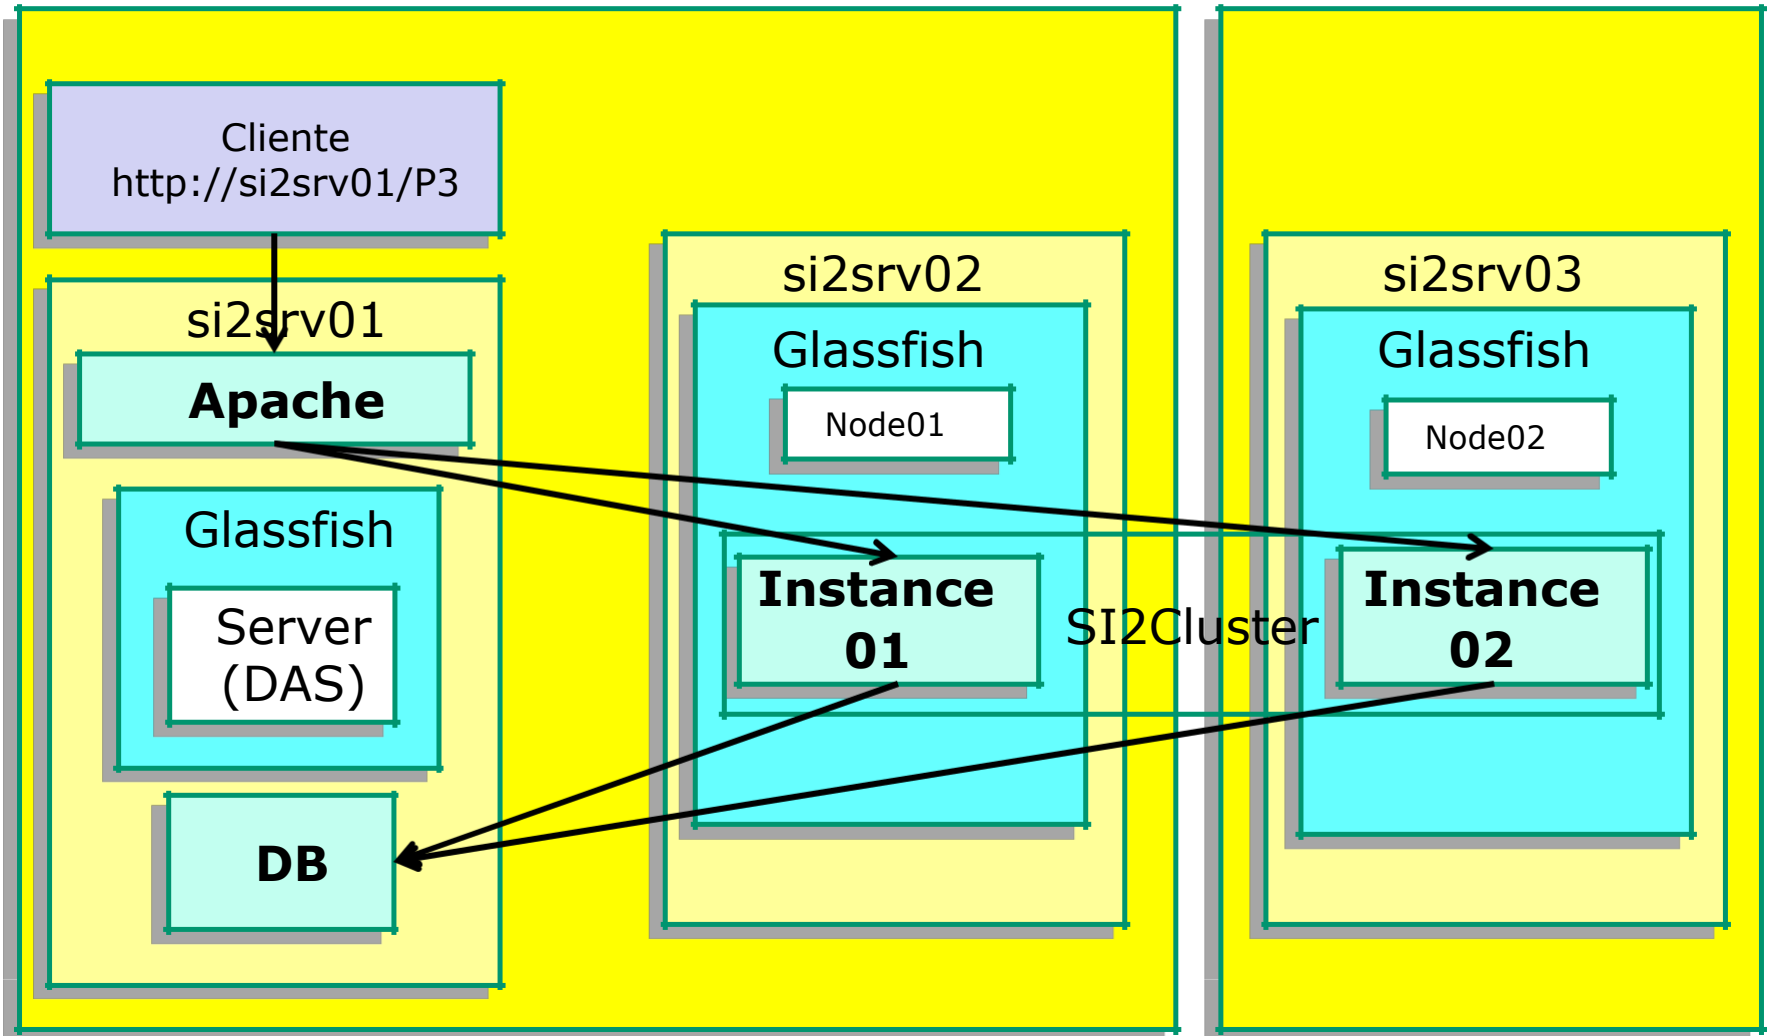 Cliente
http://si2srv01/P3
si2srv01
Apache
Glassfish
Server
(DAS)
DB
si2srv02
Glassfish
Node01
Instance
01
SI2Cluster
si2srv03
Glassfish
Node02
Instance
02